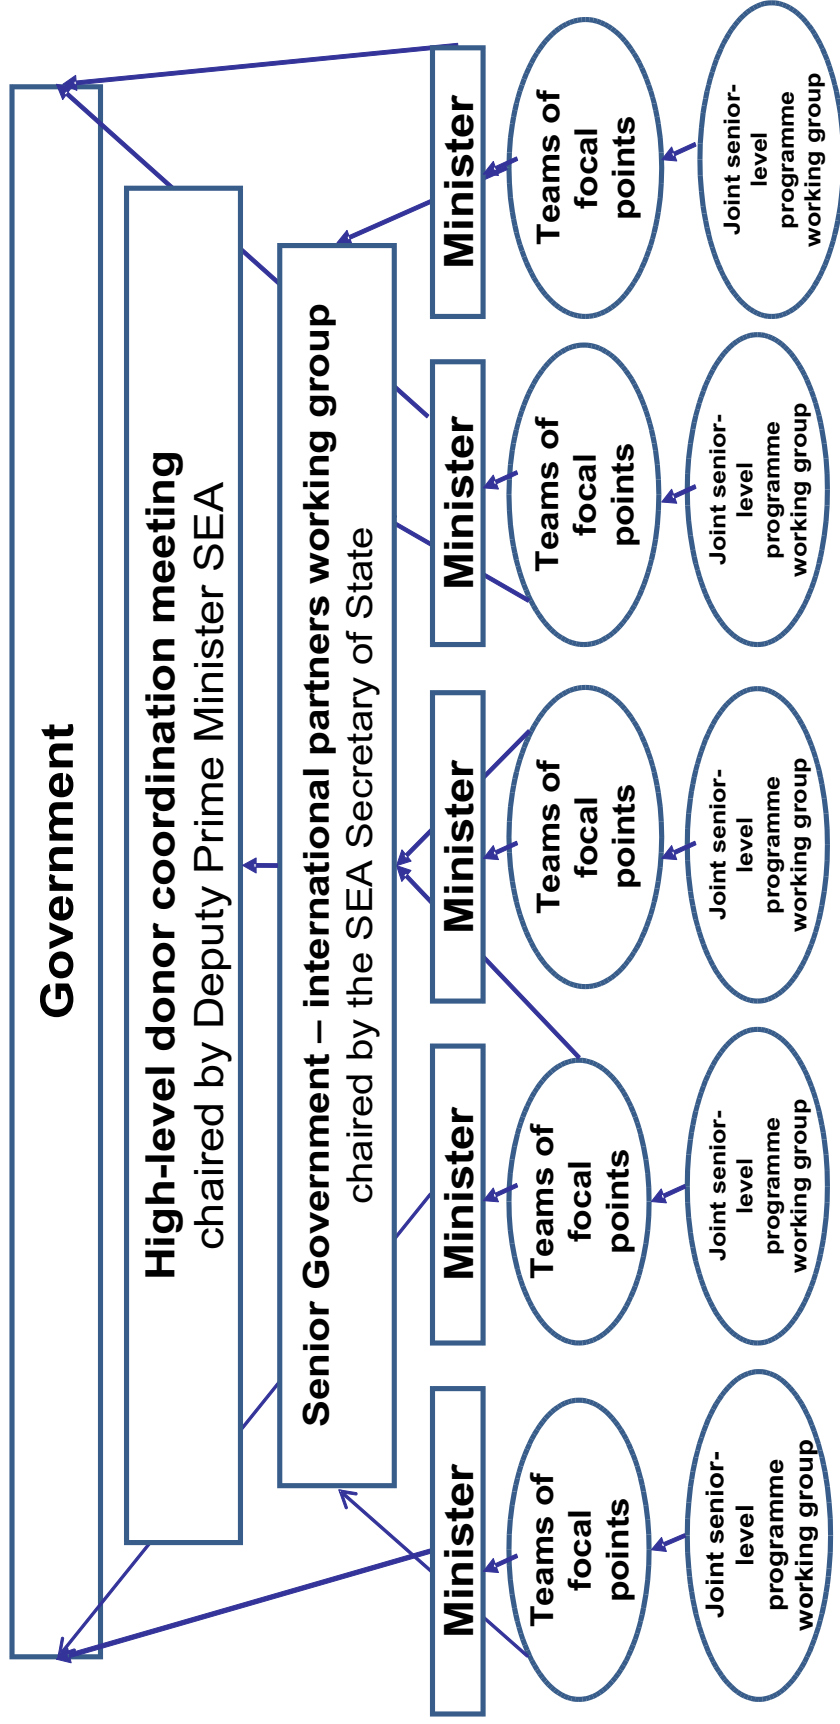 Government
High-level donor coordination meeting
chaired by Deputy Prime Minister SEA
Senior Government – international partners working group
chaired by the SEA Secretary of State
Minister
Minister
Minister
Minister
Minister
Teams of
focal
points
Teams of
focal
points
Teams of
focal
points
Teams of
focal
points
Teams of
focal
points
Joint senior-
level
programme
working group
Joint senior-
level
programme
working group
Joint senior-
level
programme
working group
Joint senior-
level
programme
working group
Joint senior-
level
programme
working group